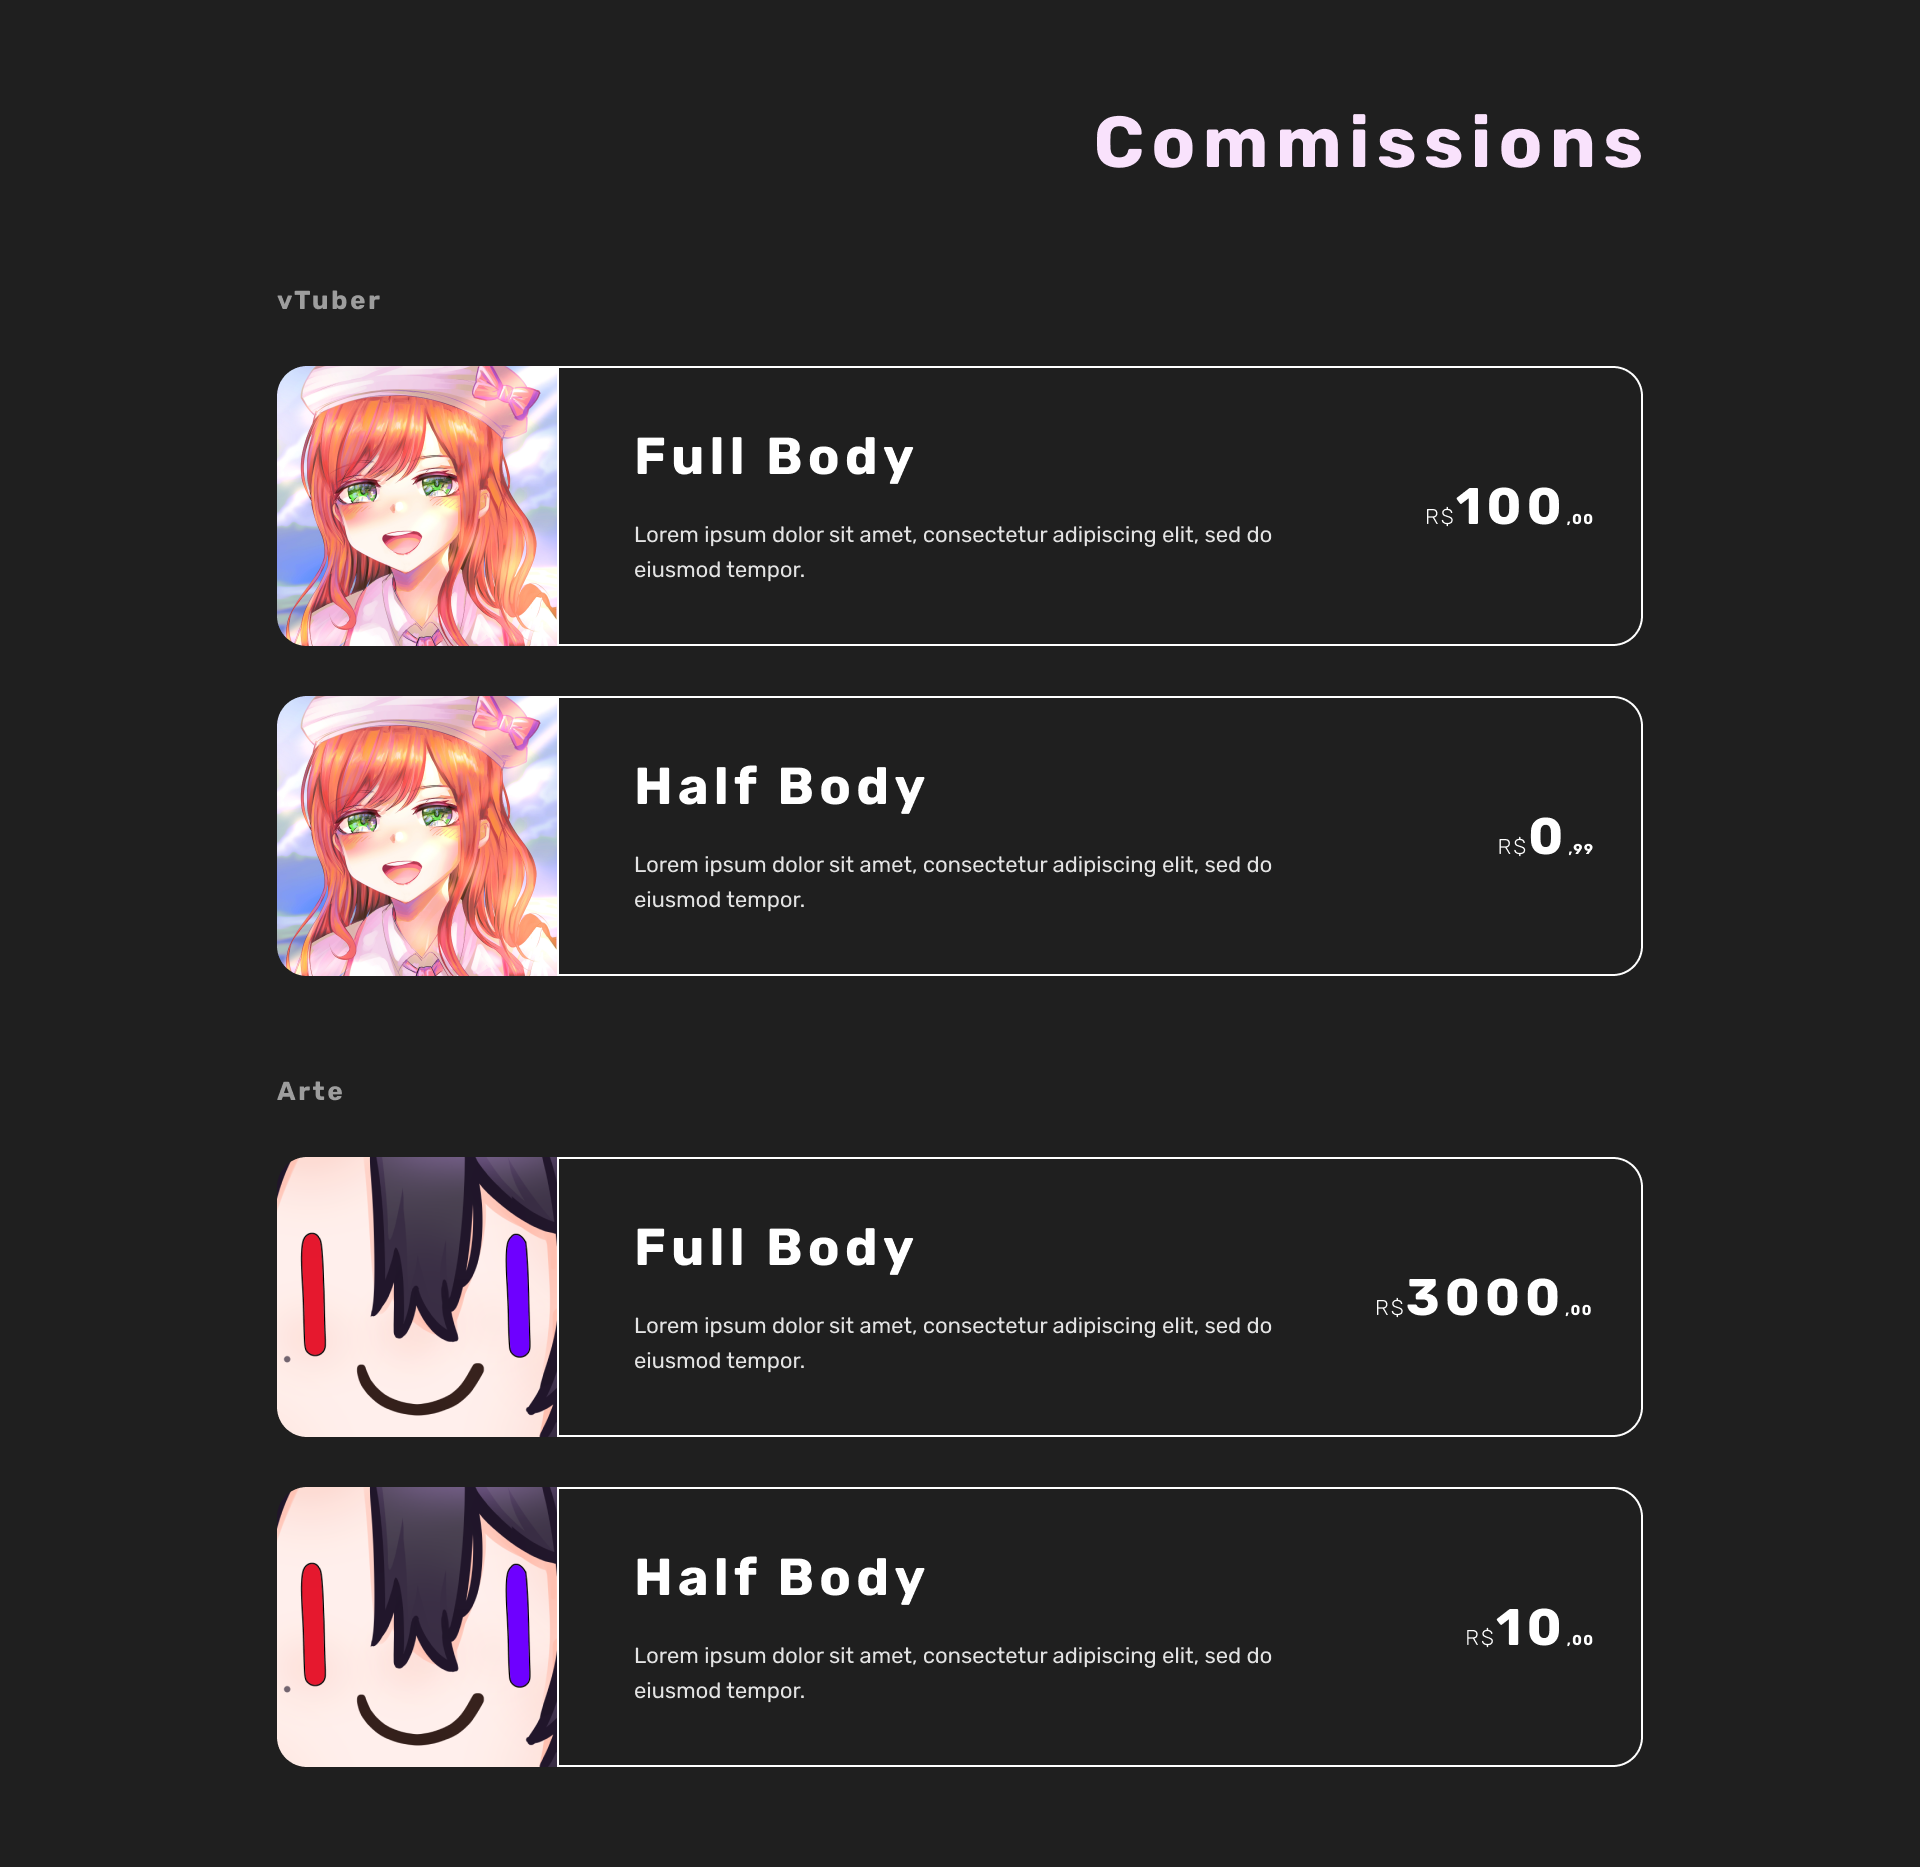 Commissions
vTuber
Full Body
Lorem ipsum dolor sit amet, consectetur adipiscing elit, sed do
eiusmod tempor.
R$100,00
Half Body
Lorem ipsum dolor sit amet, consectetur adipiscing elit, sed do
eiusmod tempor.
R$0,99
Arte
Full Body
Lorem ipsum dolor sit amet, consectetur adipiscing elit, sed do
eiusmod tempor.
R$3000,00
Half Body
Lorem ipsum dolor sit amet, consectetur adipiscing elit, sed do
eiusmod tempor.
R$10,00